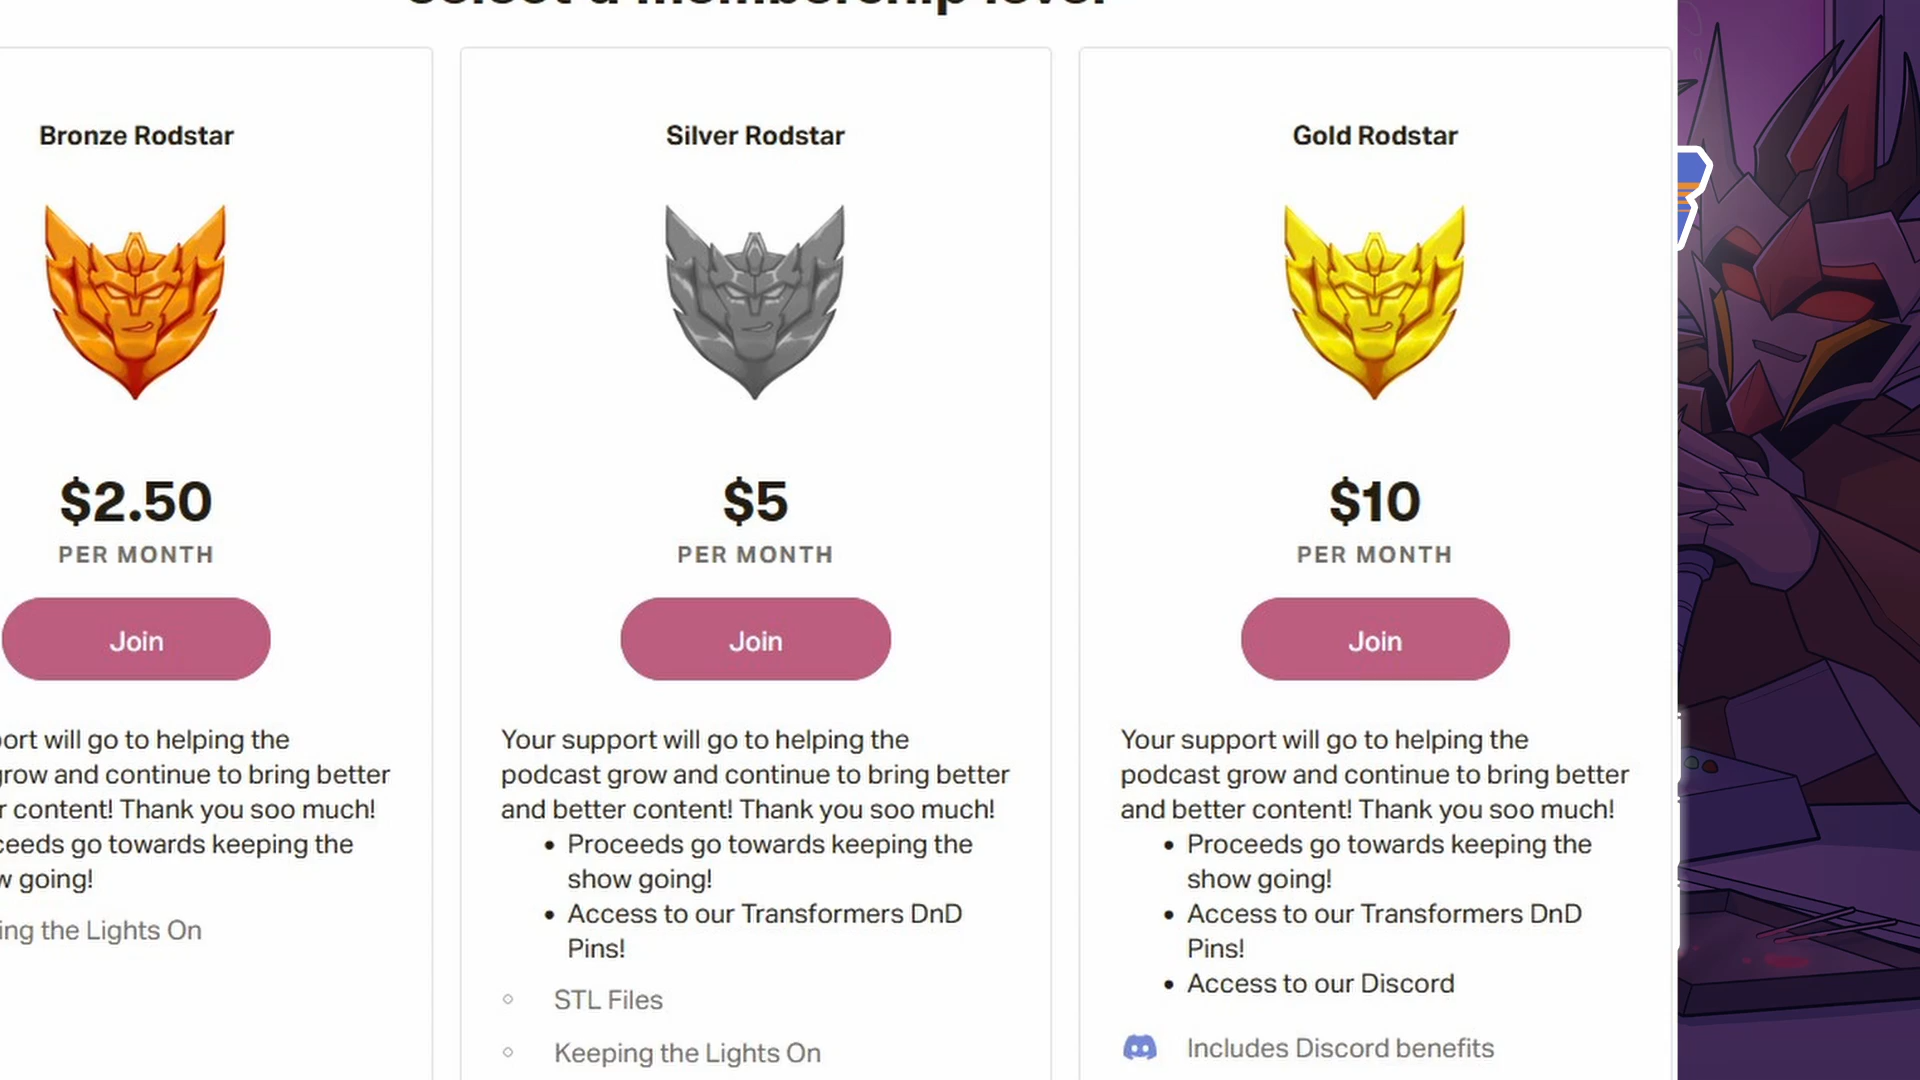 Select a membership level
Bronze Rodstar
$2.50
PER MONTH
Join
ort will go to helping the
row and continue to bring better
r content! Thank you soo much!
eeds go towards keeping the
w going!
ing the Lights On
Silver Rodstar
$5
PER MONTH
Join
Your support will go to helping the
podcast grow and continue to bring better
and better content! Thank you soo much!
• Proceeds go towards keeping the
show going!
• Access to our Transformers DnD
Pins!
STL Files
Keeping the Lights On
Gold Rodstar
$10
PER MONTH
Join
Your support will go to helping the
podcast grow and continue to bring better
and better content! Thank you soo much!
• Proceeds go towards keeping the
show going!
• Access to our Transformers DnD
Pins!
• Access to our Discord
Includes Discord benefits